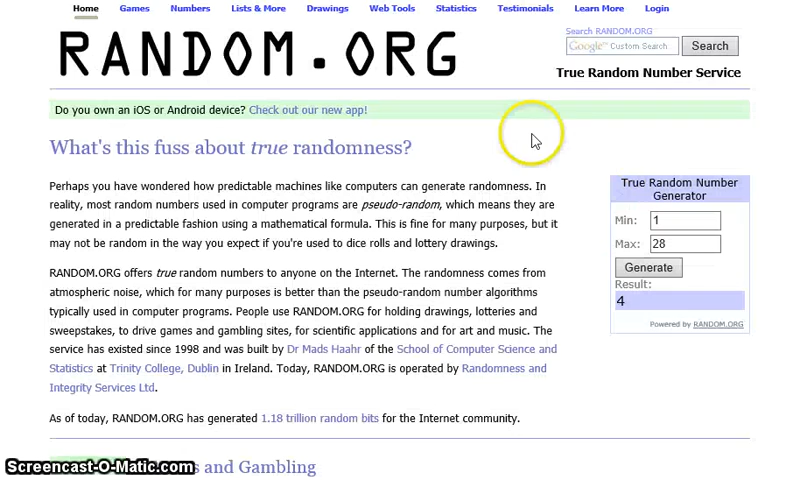 Home Games Numbers Lists & More Drawings Web Tools Statistics Testimonials Learn More Login
Search RANDOM.ORG
Google™ Custom Search Search
RANDOM.ORG
True Random Number Service
Do you own an iOS or Android device? Check out our new app!
What's this fuss about true randomness?
Perhaps you have wondered how predictable machines like computers can generate randomness. In
reality, most random numbers used in computer programs are pseudo-random, which means they are
generated in a predictable fashion using a mathematical formula. This is fine for many purposes, but it
may not be random in the way you expect if you're used to dice rolls and lottery drawings.
RANDOM.ORG offers true random numbers to anyone on the Internet. The randomness comes from
atmospheric noise, which for many purposes is better than the pseudo-random number algorithms
typically used in computer programs. People use RANDOM.ORG for holding drawings, lotteries and
sweepstakes, to drive games and gambling sites, for scientific applications and for art and music. The
service has existed since 1998 and was built by Dr Mads Haahr of the School of Computer Science and
Statistics at Trinity College, Dublin in Ireland. Today, RANDOM.ORG is operated by Randomness and
Integrity Services Ltd.
As of today, RANDOM.ORG has generated 1.18 trillion random bits for the Internet community.
True Random Number
Generator
Min: 1
Max: 28
Generate
Result:
4
Powered by RANDOM.ORG
s and Gambling
Screencast-O-Matic.com